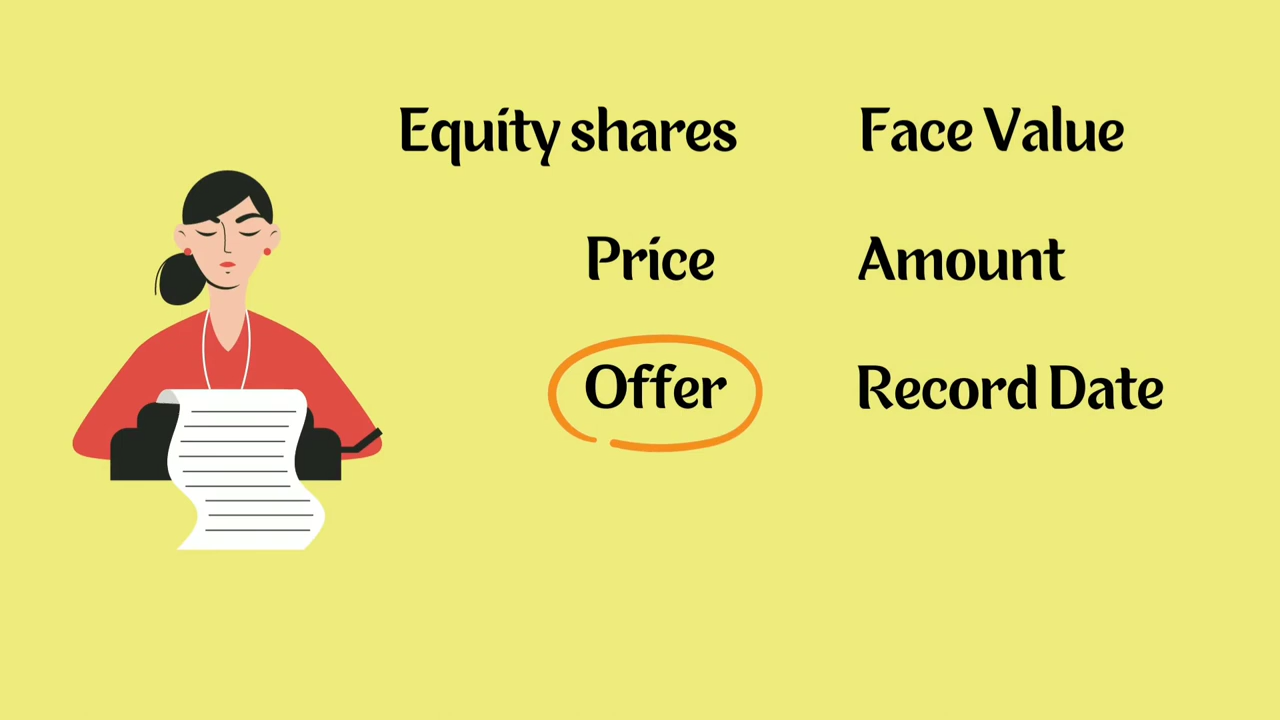 Equity shares
Face Value
Price
Amount
Offer
Record Date